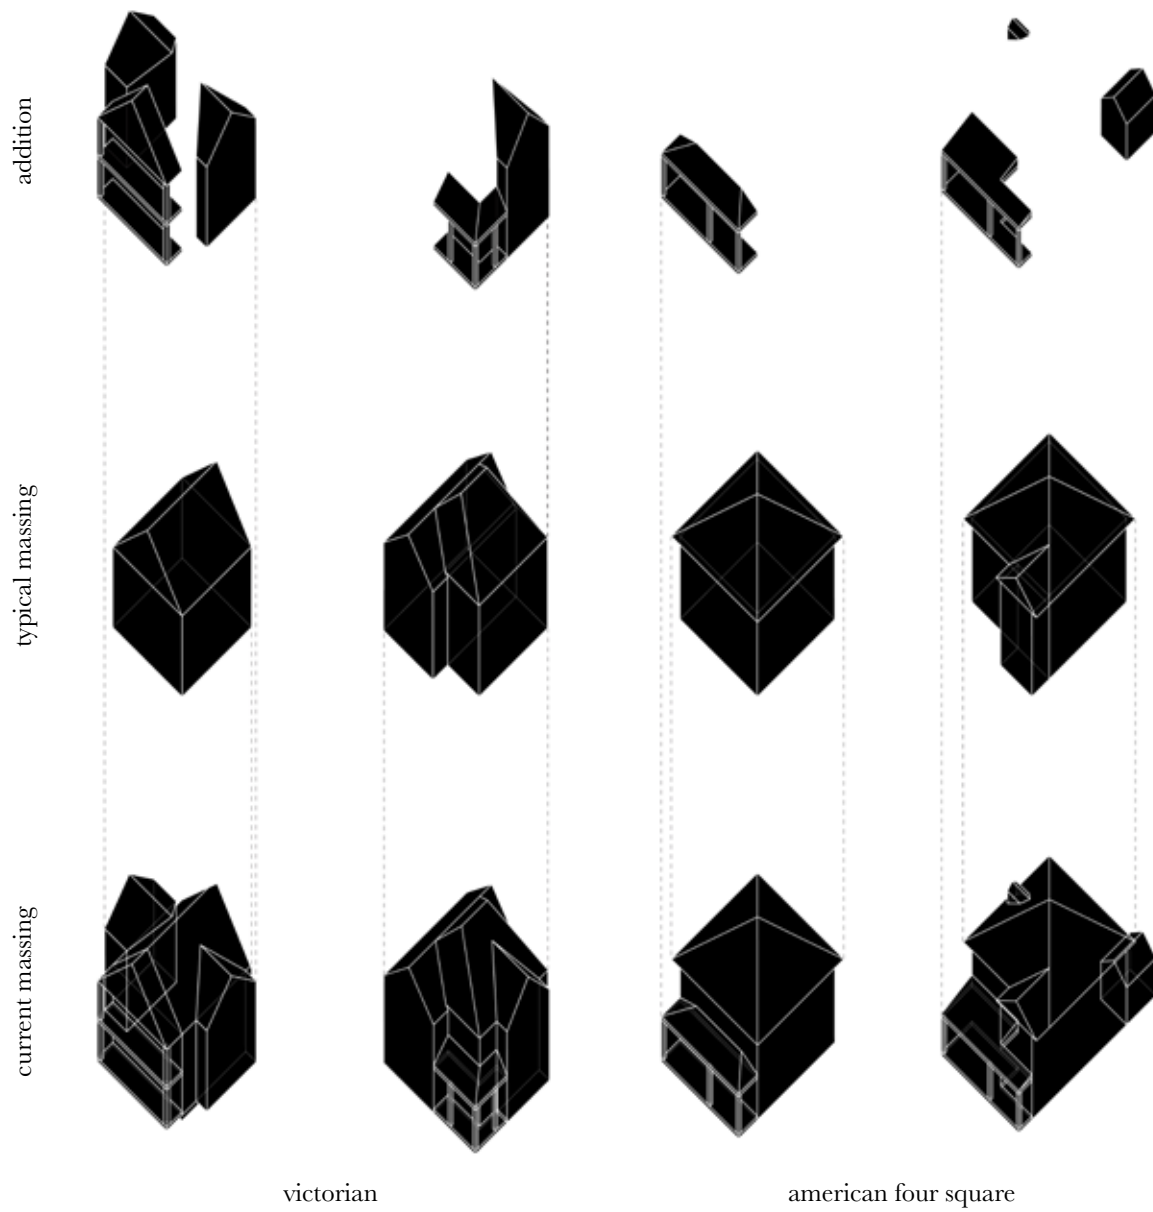 addition
typical massing
current massing
victorian
american four square